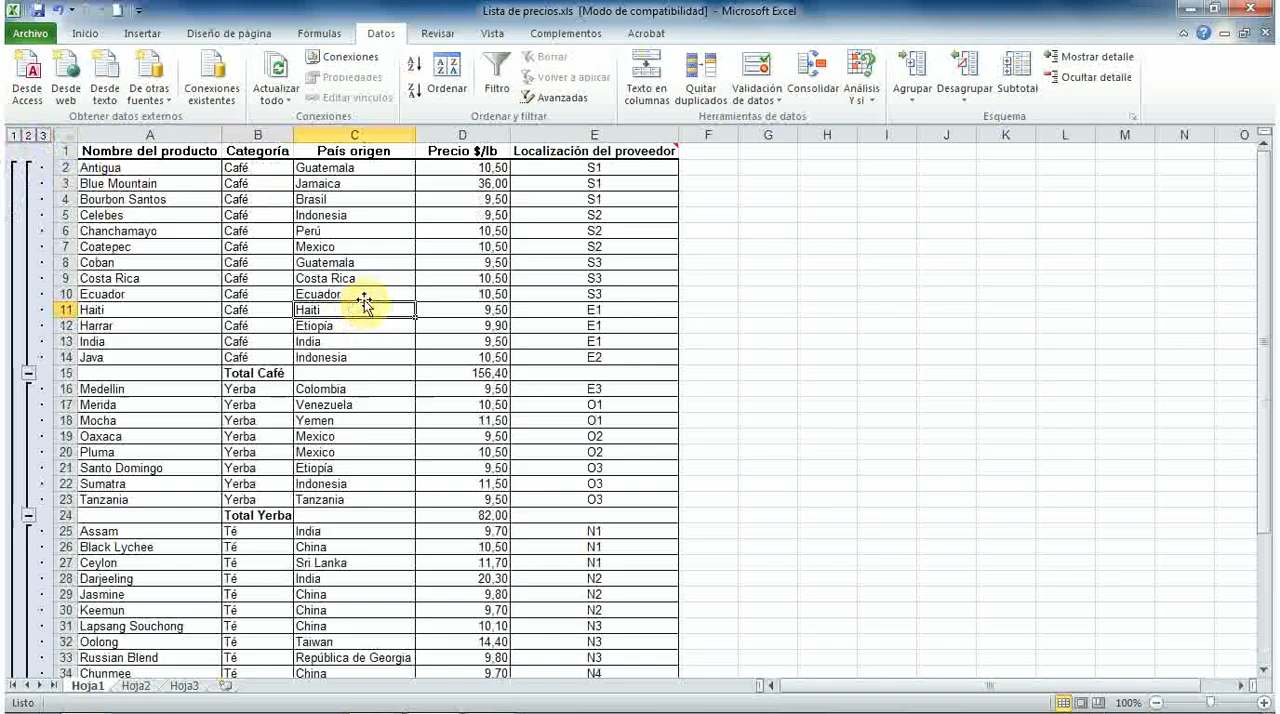 Lista de precios.xls [Modo de compatibilidad] - Microsoft Excel
Archivo Inicio Insertar Diseño de página Fórmulas Datos Revisar Vista Complementos Acrobat
Desde Access
Desde web
Desde texto
De otras fuentes
Conexiones existentes
Obtener datos externos
Actualizar todo
Conexiones
Propiedades
Editar vínculos
Conexiones
Ordenar
Filtro
Borrar
Volver a aplicar
Avanzadas
Ordenar y filtrar
Texto en columnas
Quitar duplicados
Validación de datos
Consolidar
Análisis Y si
Herramientas de datos
Agrupar
Desagrupar
Subtotal
Mostrar detalle
Ocultar detalle
Esquema
1 2 3 A B C D E F G H I J K L M N O
1 Nombre del producto Categoría País origen Precio $/lb Localización del proveedor
2 Antigua Café Guatemala 10,50 S1
3 Blue Mountain Café Jamaica 36,00 S1
4 Bourbon Santos Café Brasil 9,50 S1
5 Celebes Café Indonesia 9,50 S2
6 Chanchamayo Café Perú 10,50 S2
7 Coatepec Café Mexico 10,50 S2
8 Coban Café Guatemala 9,50 S3
9 Costa Rica Café Costa Rica 10,50 S3
10 Ecuador Café Ecuador 10,50 S3
11 Haiti Café Haiti 9,50 E1
12 Harrar Café Etiopía 9,90 E1
13 India Café India 9,50 E1
14 Java Café Indonesia 10,50 E2
15 Total Café 156,40
16 Medellin Yerba Colombia 9,50 E3
17 Merida Yerba Venezuela 10,50 O1
18 Mocha Yerba Yemen 11,50 O1
19 Oaxaca Yerba Mexico 9,50 O2
20 Pluma Yerba Mexico 10,50 O2
21 Santo Domingo Yerba Etiopía 9,50 O3
22 Sumatra Yerba Indonesia 11,50 O3
23 Tanzania Yerba Tanzania 9,50 O3
24 Total Yerba 82,00
25 Assam Té India 9,70 N1
26 Black Lychee Té China 10,50 N1
27 Ceylon Té Sri Lanka 11,70 N1
28 Darjeeling Té India 20,30 N2
29 Jasmine Té China 9,80 N2
30 Keemun Té China 9,70 N2
31 Lapsang Souchong Té China 10,10 N3
32 Oolong Té Taiwan 14,40 N3
33 Russian Blend Té República de Georgia 9,80 N3
34 Chunmee Té China 9,70 N4
Hoja1 Hoja2 Hoja3
Listo 100%